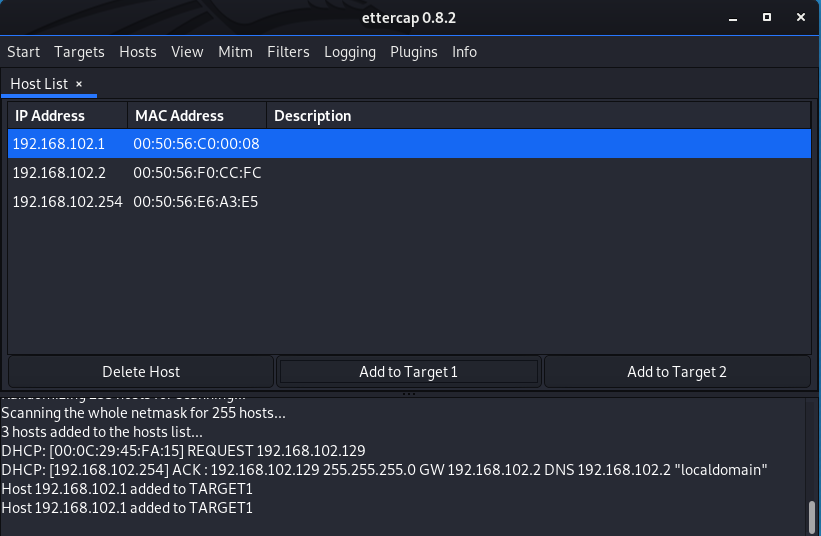 ettercap 0.8.2
Start Targets Hosts View Mitm Filters Logging Plugins Info
Host List ×
IP Address MAC Address Description
192.168.102.1 00:50:56:C0:00:08
192.168.102.2 00:50:56:F0:CC:FC
192.168.102.254 00:50:56:E6:A3:E5
Delete Host Add to Target 1 Add to Target 2
Randomizing 255 hosts for scanning...
Scanning the whole netmask for 255 hosts...
3 hosts added to the hosts list...
DHCP: [00:0C:29:45:FA:15] REQUEST 192.168.102.129
DHCP: [192.168.102.254] ACK : 192.168.102.129 255.255.255.0 GW 192.168.102.2 DNS 192.168.102.2 "localdomain"
Host 192.168.102.1 added to TARGET1
Host 192.168.102.1 added to TARGET1